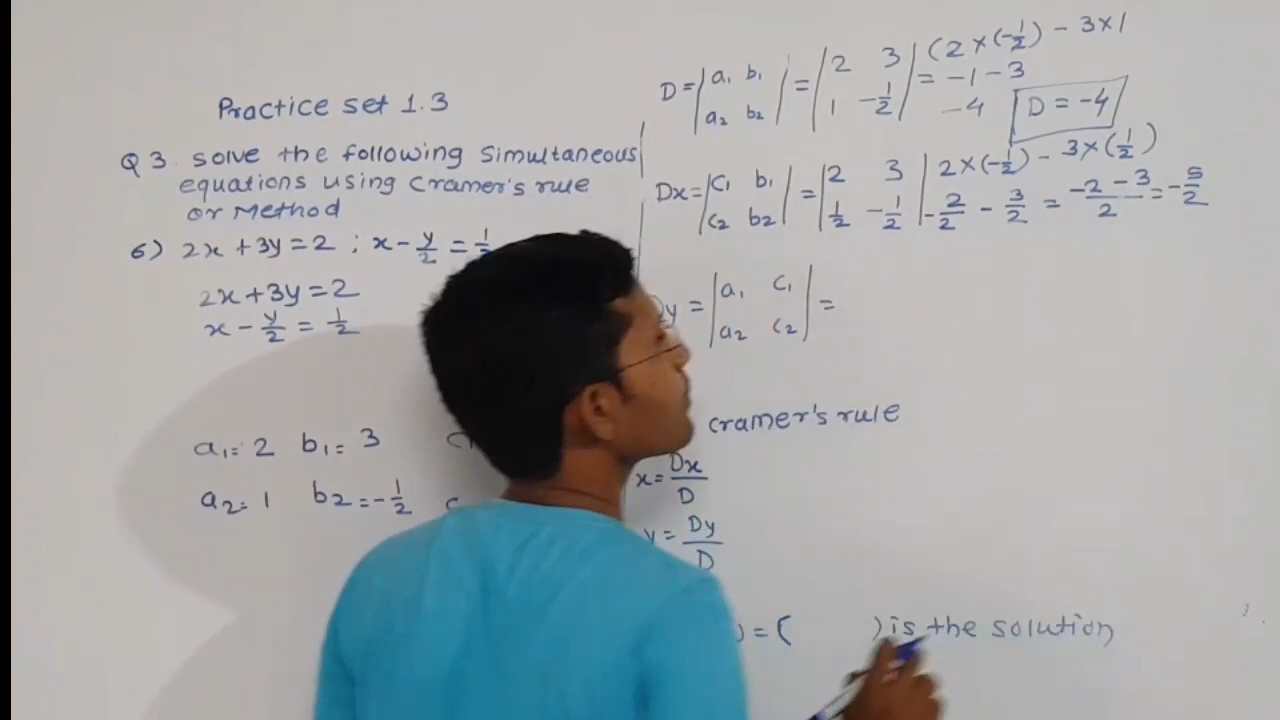 Practice set 1.3
Q 3. solve the following simultaneous
equations using cramer's rule
or Method
6) 2x + 3y = 2 ; x - y/2 = 1/2
2x + 3y = 2
x - y/2 = 1/2
a₁ = 2 b₁ = 3
a₂ = 1 b₂ = -1/2
D = |a₁ b₁| = |2 3| (2 × (-1/2) - 3×1
|a₂ b₂| |1 -1/2| = -1 - 3
-4 D = -4
Dx = |c₁ b₁| = |2 3| 2 × (-1/2) - 3 × (1/2)
|c₂ b₂| |1/2 -1/2| -2/2 - 3/2 = (-2 - 3)/2 = -5/2
y = |a₁ c₁| =
|a₂ c₂|
cramer's rule
x = Dx/D
y = Dy/D
) = ( ) is the solution